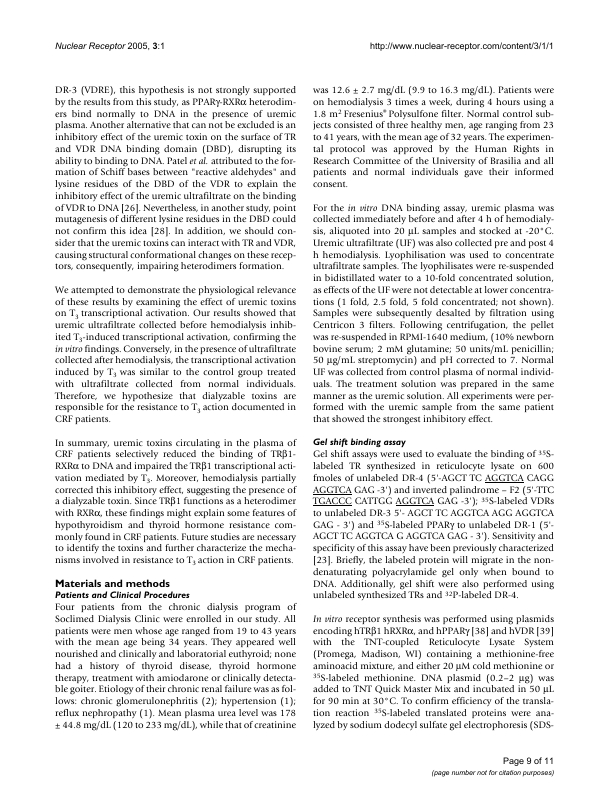 Nuclear Receptor 2005, 3:1
http://www.nuclear-receptor.com/content/3/1/1
DR-3 (VDRE), this hypothesis is not strongly supported
by the results from this study, as PPARγ-RXRα heterodim-
ers bind normally to DNA in the presence of uremic
plasma. Another alternative that can not be excluded is an
inhibitory effect of the uremic toxin on the surface of TR
and VDR DNA binding domain (DBD), disrupting its
ability to binding to DNA. Patel et al. attributed to the for-
mation of Schiff bases between "reactive aldehydes" and
lysine residues of the DBD of the VDR to explain the
inhibitory effect of the uremic ultrafiltrate on the binding
of VDR to DNA [26]. Nevertheless, in another study, point
mutagenesis of different lysine residues in the DBD could
not confirm this idea [28]. In addition, we should con-
sider that the uremic toxins can interact with TR and VDR,
causing structural conformational changes on these recep-
tors, consequently, impairing heterodimers formation.
We attempted to demonstrate the physiological relevance
of these results by examining the effect of uremic toxins
on T3 transcriptional activation. Our results showed that
uremic ultrafiltrate collected before hemodialysis inhib-
ited T3-induced transcriptional activation, confirming the
in vitro findings. Conversely, in the presence of ultrafiltrate
collected after hemodialysis, the transcriptional activation
induced by T3 was similar to the control group treated
with ultrafiltrate collected from normal individuals.
Therefore, we hypothesize that dialyzable toxins are
responsible for the resistance to T3 action documented in
CRF patients.
In summary, uremic toxins circulating in the plasma of
CRF patients selectively reduced the binding of TRβ1-
RXRα to DNA and impaired the TRβ1 transcriptional acti-
vation mediated by T3. Moreover, hemodialysis partially
corrected this inhibitory effect, suggesting the presence of
a dialyzable toxin. Since TRβ1 functions as a heterodimer
with RXRα, these findings might explain some features of
hypothyroidism and thyroid hormone resistance com-
monly found in CRF patients. Future studies are necessary
to identify the toxins and further characterize the mecha-
nisms involved in resistance to T3 action in CRF patients.
Materials and methods
Patients and Clinical Procedures
Four patients from the chronic dialysis program of
Soclimed Dialysis Clinic were enrolled in our study. All
patients were men whose age ranged from 19 to 43 years
with the mean age being 34 years. They appeared well
nourished and clinically and laboratorial euthyroid; none
had a history of thyroid disease, thyroid hormone
therapy, treatment with amiodarone or clinically detecta-
ble goiter. Etiology of their chronic renal failure was as fol-
lows: chronic glomerulonephritis (2); hypertension (1);
reflux nephropathy (1). Mean plasma urea level was 178
± 44.8 mg/dL (120 to 233 mg/dL), while that of creatinine
was 12.6 ± 2.7 mg/dL (9.9 to 16.3 mg/dL). Patients were
on hemodialysis 3 times a week, during 4 hours using a
1.8 m² Fresenius® Polysulfone filter. Normal control sub-
jects consisted of three healthy men, age ranging from 23
to 41 years, with the mean age of 32 years. The experimen-
tal protocol was approved by the Human Rights in
Research Committee of the University of Brasilia and all
patients and normal individuals gave their informed
consent.
For the in vitro DNA binding assay, uremic plasma was
collected immediately before and after 4 h of hemodialy-
sis, aliquoted into 20 μL samples and stocked at -20°C.
Uremic ultrafiltrate (UF) was also collected pre and post 4
h hemodialysis. Lyophilisation was used to concentrate
ultrafiltrate samples. The lyophilisates were re-suspended
in bidistillated water to a 10-fold concentrated solution,
as effects of the UF were not detectable at lower concentra-
tions (1 fold, 2.5 fold, 5 fold concentrated; not shown).
Samples were subsequently desalted by filtration using
Centricon 3 filters. Following centrifugation, the pellet
was re-suspended in RPMI-1640 medium, (10% newborn
bovine serum; 2 mM glutamine; 50 units/mL penicillin;
50 μg/mL streptomycin) and pH corrected to 7. Normal
UF was collected from control plasma of normal individ-
uals. The treatment solution was prepared in the same
manner as the uremic solution. All experiments were per-
formed with the uremic sample from the same patient
that showed the strongest inhibitory effect.
Gel shift binding assay
Gel shift assays were used to evaluate the binding of ³⁵S-
labeled TR synthesized in reticulocyte lysate on 600
fmoles of unlabeled DR-4 (5'-AGCT TC AGGTCA CAGG
AGGTCA GAG -3') and inverted palindrome – F2 (5'-TTC
TGACCC CATTGG AGGTCA GAG -3'); ³⁵S-labeled VDRs
to unlabeled DR-3 5'- AGCT TC AGGTCA AGG AGGTCA
GAG - 3') and ³⁵S-labeled PPARγ to unlabeled DR-1 (5'-
AGCT TC AGGTCA G AGGTCA GAG - 3'). Sensitivity and
specificity of this assay have been previously characterized
[23]. Briefly, the labeled protein will migrate in the non-
denaturating polyacrylamide gel only when bound to
DNA. Additionally, gel shift were also performed using
unlabeled synthesized TRs and ³²P-labeled DR-4.
In vitro receptor synthesis was performed using plasmids
encoding hTRβ1 hRXRα, and hPPARγ [38] and hVDR [39]
with the TNT-coupled Reticulocyte Lysate System
(Promega, Madison, WI) containing a methionine-free
aminoacid mixture, and either 20 μM cold methionine or
³⁵S-labeled methionine. DNA plasmid (0.2–2 μg) was
added to TNT Quick Master Mix and incubated in 50 μL
for 90 min at 30°C. To confirm efficiency of the transla-
tion reaction ³⁵S-labeled translated proteins were ana-
lyzed by sodium dodecyl sulfate gel electrophoresis (SDS-
Page 9 of 11
(page number not for citation purposes)